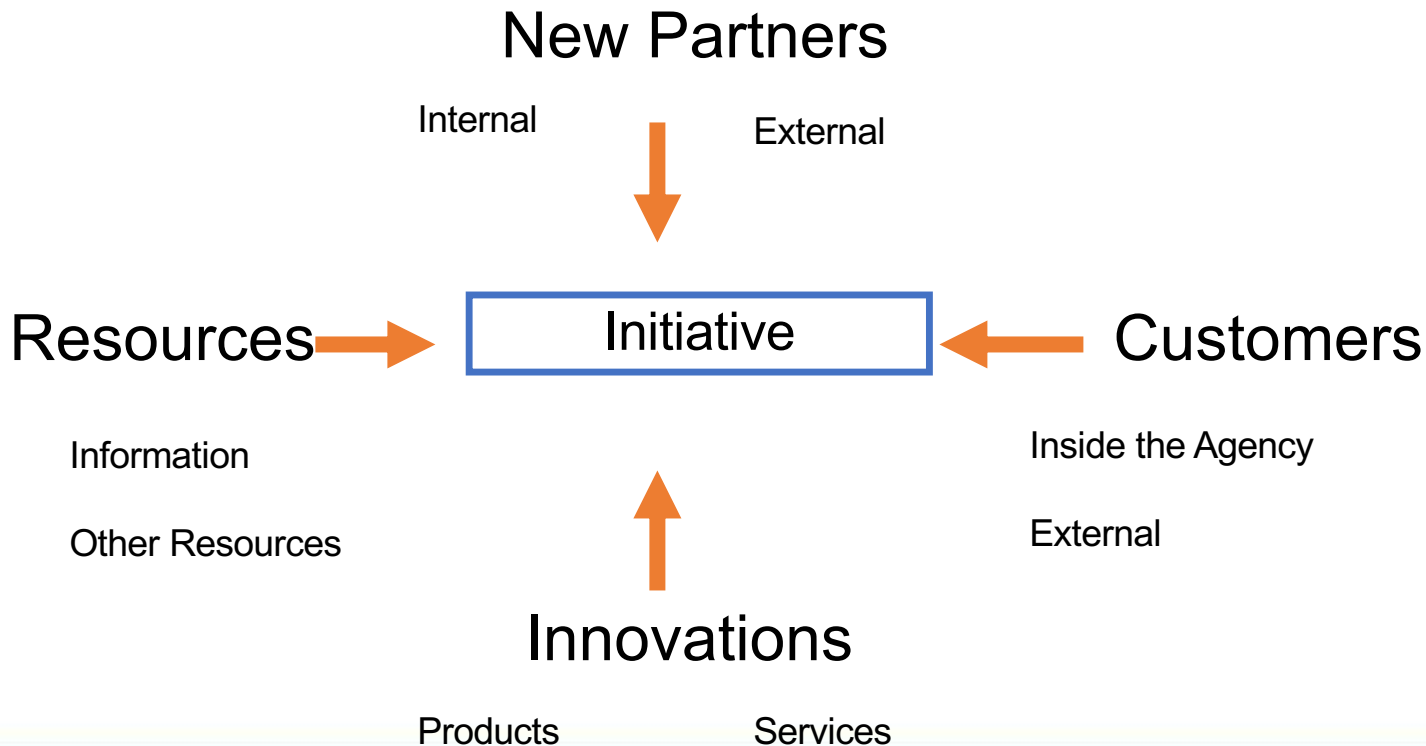 New Partners
Internal
External
Resources
Initiative
Customers
Information
Inside the Agency
Other Resources
External
Innovations
Products
Services